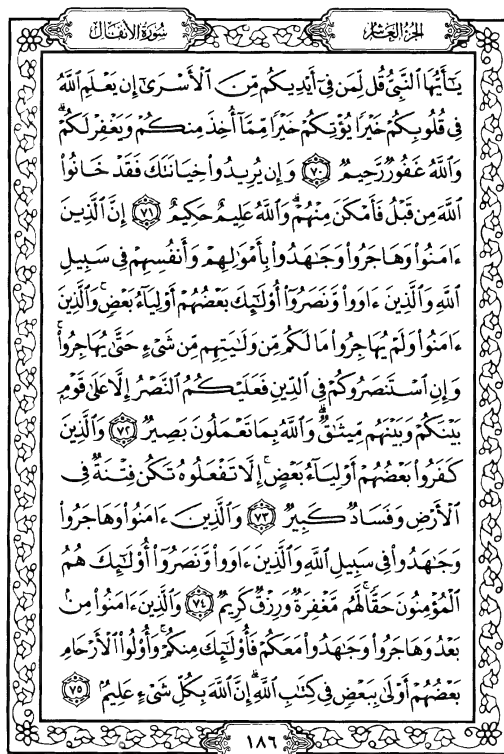 الجزء العاشر
سورة الأنفال
يَٰٓأَيُّهَا ٱلنَّبِىُّ قُل لِّمَن فِىٓ أَيْدِيكُم مِّنَ ٱلْأَسْرَىٰٓ إِن يَعْلَمِ ٱللَّهُ
فِى قُلُوبِكُمْ خَيْرًا يُؤْتِكُمْ خَيْرًا مِّمَّآ أُخِذَ مِنكُمْ وَيَغْفِرْ لَكُمْ ۗ
وَٱللَّهُ غَفُورٌ رَّحِيمٌ ٧٠ وَإِن يُرِيدُوا۟ خِيَانَتَكَ فَقَدْ خَانُوا۟
ٱللَّهَ مِن قَبْلُ فَأَمْكَنَ مِنْهُمْ ۗ وَٱللَّهُ عَلِيمٌ حَكِيمٌ ٧١ إِنَّ ٱلَّذِينَ
ءَامَنُوا۟ وَهَاجَرُوا۟ وَجَٰهَدُوا۟ بِأَمْوَٰلِهِمْ وَأَنفُسِهِمْ فِى سَبِيلِ
ٱللَّهِ وَٱلَّذِينَ ءَاوَوا۟ وَّنَصَرُوٓا۟ أُو۟لَٰٓئِكَ بَعْضُهُمْ أَوْلِيَآءُ بَعْضٍ ۚ وَٱلَّذِينَ
ءَامَنُوا۟ وَلَمْ يُهَاجِرُوا۟ مَا لَكُم مِّن وَلَٰيَتِهِم مِّن شَىْءٍ حَتَّىٰ يُهَاجِرُوا۟ ۚ
وَإِنِ ٱسْتَنصَرُوكُمْ فِى ٱلدِّينِ فَعَلَيْكُمُ ٱلنَّصْرُ إِلَّا عَلَىٰ قَوْمٍۭ
بَيْنَكُمْ وَبَيْنَهُم مِّيثَٰقٌ ۗ وَٱللَّهُ بِمَا تَعْمَلُونَ بَصِيرٌ ٧٢ وَٱلَّذِينَ
كَفَرُوا۟ بَعْضُهُمْ أَوْلِيَآءُ بَعْضٍ ۚ إِلَّا تَفْعَلُوهُ تَكُن فِتْنَةٌ فِى
ٱلْأَرْضِ وَفَسَادٌ كَبِيرٌ ٧٣ وَٱلَّذِينَ ءَامَنُوا۟ وَهَاجَرُوا۟
وَجَٰهَدُوا۟ فِى سَبِيلِ ٱللَّهِ وَٱلَّذِينَ ءَاوَوا۟ وَّنَصَرُوٓا۟ أُو۟لَٰٓئِكَ هُمُ
ٱلْمُؤْمِنُونَ حَقًّا ۚ لَّهُم مَّغْفِرَةٌ وَرِزْقٌ كَرِيمٌ ٧٤ وَٱلَّذِينَ ءَامَنُوا۟ مِنۢ
بَعْدُ وَهَاجَرُوا۟ وَجَٰهَدُوا۟ مَعَكُمْ فَأُو۟لَٰٓئِكَ مِنكُمْ ۚ وَأُو۟لُوا۟ ٱلْأَرْحَامِ
بَعْضُهُمْ أَوْلَىٰ بِبَعْضٍ فِى كِتَٰبِ ٱللَّهِ ۗ إِنَّ ٱللَّهَ بِكُلِّ شَىْءٍ عَلِيمٌۢ ٧٥
١٨٦